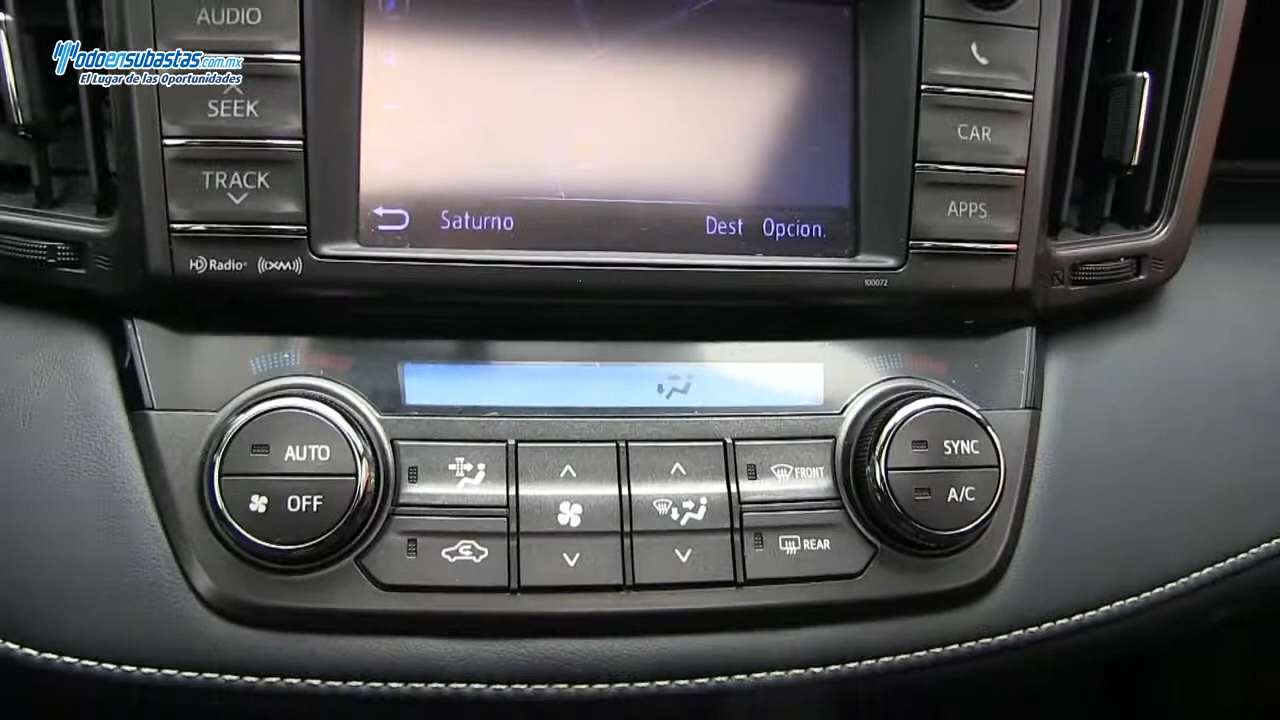 AUDIO
Todoensubastas.com.mx
El Lugar de las Oportunidades
SEEK
TRACK
CAR
APPS
Saturno
Dest Opcion.
HD Radio
((XM))
100072
AUTO
OFF
SYNC
A/C
FRONT
REAR